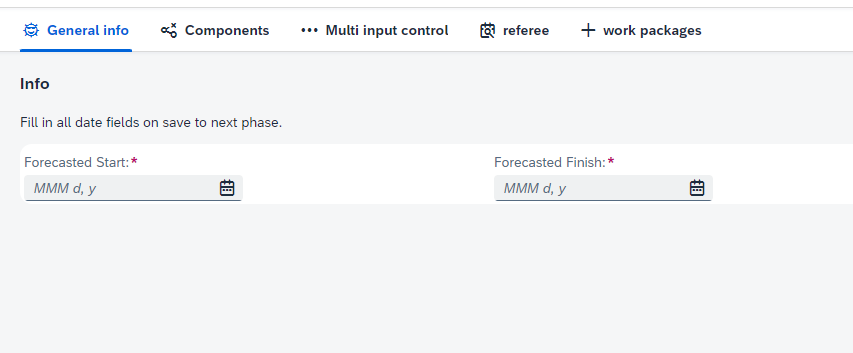 General info Components Multi input control referee work packages
Info
Fill in all date fields on save to next phase.
Forecasted Start:* Forecasted Finish:*
MMM d, y MMM d, y